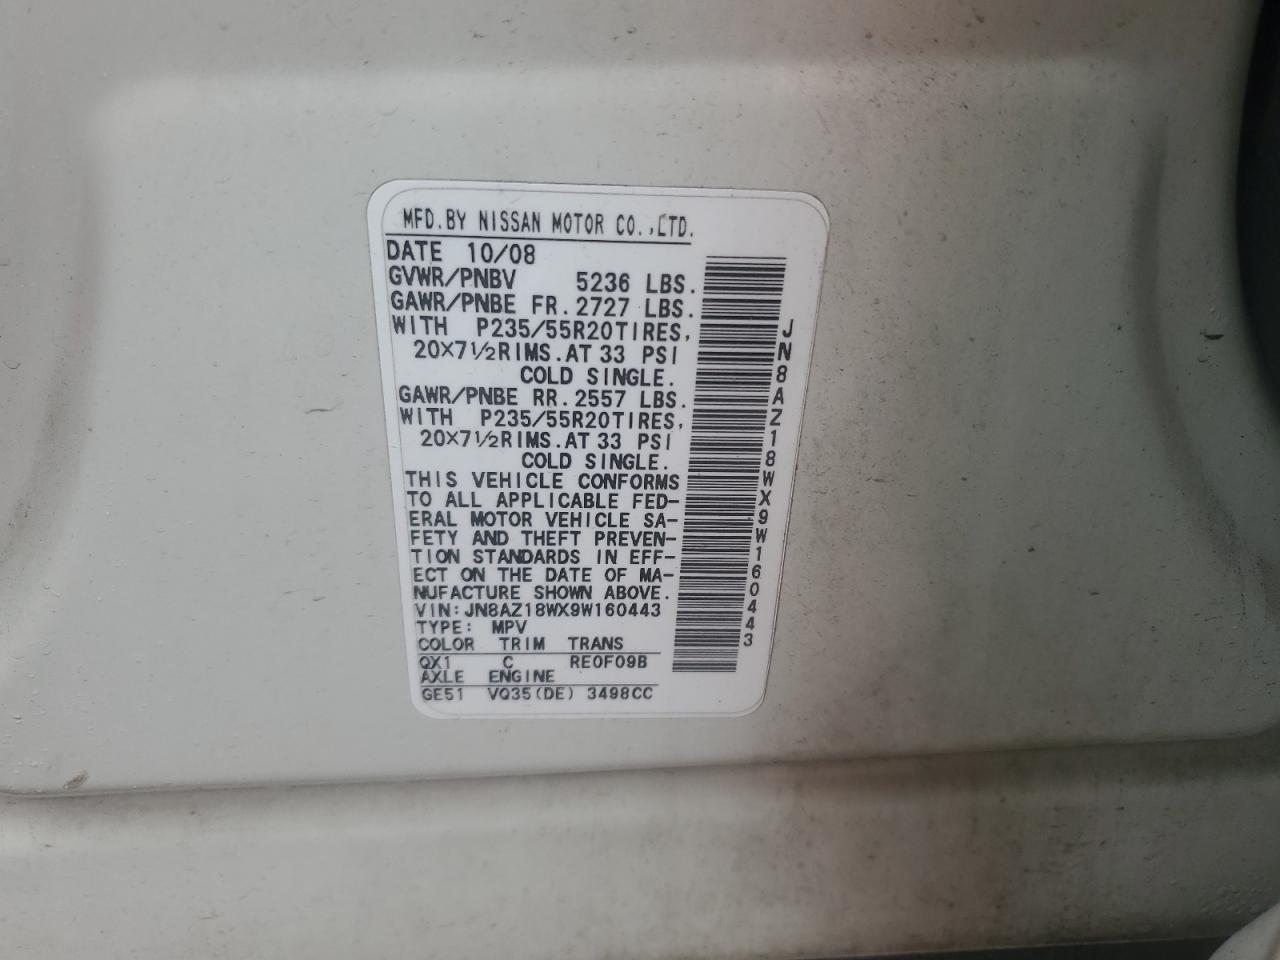 MFD.BY NISSAN MOTOR CO.,LTD.
DATE 10/08
GVWR/PNBV 5236 LBS.
GAWR/PNBE FR.2727 LBS.
WITH P235/55R20TIRES,
20×7½RIMS.AT 33 PSI
COLD SINGLE.
GAWR/PNBE RR.2557 LBS.
WITH P235/55R20TIRES,
20×7½RIMS.AT 33 PSI
COLD SINGLE.
THIS VEHICLE CONFORMS
TO ALL APPLICABLE FED-
ERAL MOTOR VEHICLE SA-
FETY AND THEFT PREVEN-
TION STANDARDS IN EFF-
ECT ON THE DATE OF MA-
NUFACTURE SHOWN ABOVE.
VIN:JN8AZ18WX9W160443
TYPE: MPV
COLOR TRIM TRANS
QX1 C RE0F09B
AXLE ENGINE
GE51 VQ35(DE) 3498CC
JN8AZ18WX9W160443